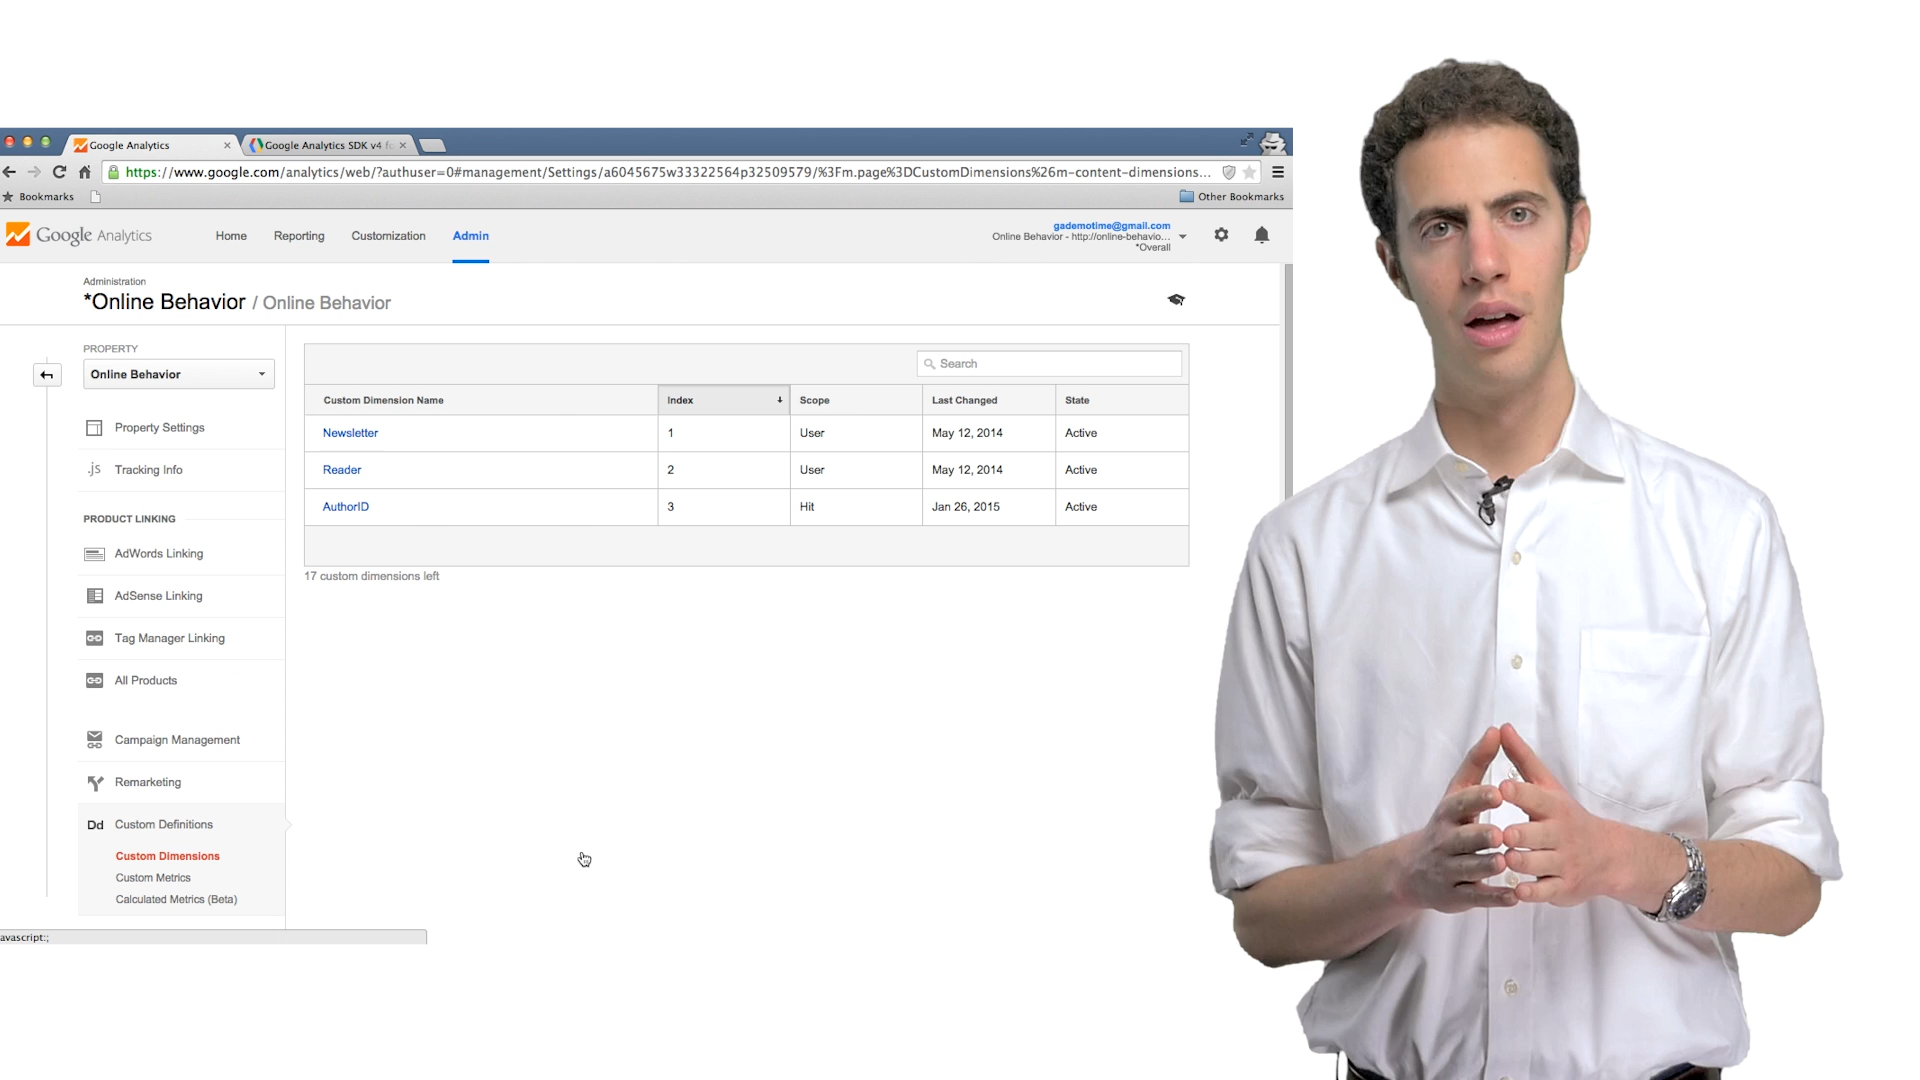 Google Analytics
Google Analytics SDK v4 fo
https://www.google.com/analytics/web/?authuser=0#management/Settings/a6045675w33322564p32509579/%3Fm.page%3DCustomDimensions%26m-content-dimensions...
Bookmarks
Other Bookmarks
Google Analytics
Home
Reporting
Customization
Admin
gademotime@gmail.com
Online Behavior - http://online-behavio...
*Overall
Administration
*Online Behavior / Online Behavior
PROPERTY
Online Behavior
Property Settings
.js Tracking Info
PRODUCT LINKING
AdWords Linking
AdSense Linking
Tag Manager Linking
All Products
Campaign Management
Remarketing
Dd Custom Definitions
Custom Dimensions
Custom Metrics
Calculated Metrics (Beta)
Search
Custom Dimension Name Index Scope Last Changed State
Newsletter 1 User May 12, 2014 Active
Reader 2 User May 12, 2014 Active
AuthorID 3 Hit Jan 26, 2015 Active
17 custom dimensions left
avascript:;